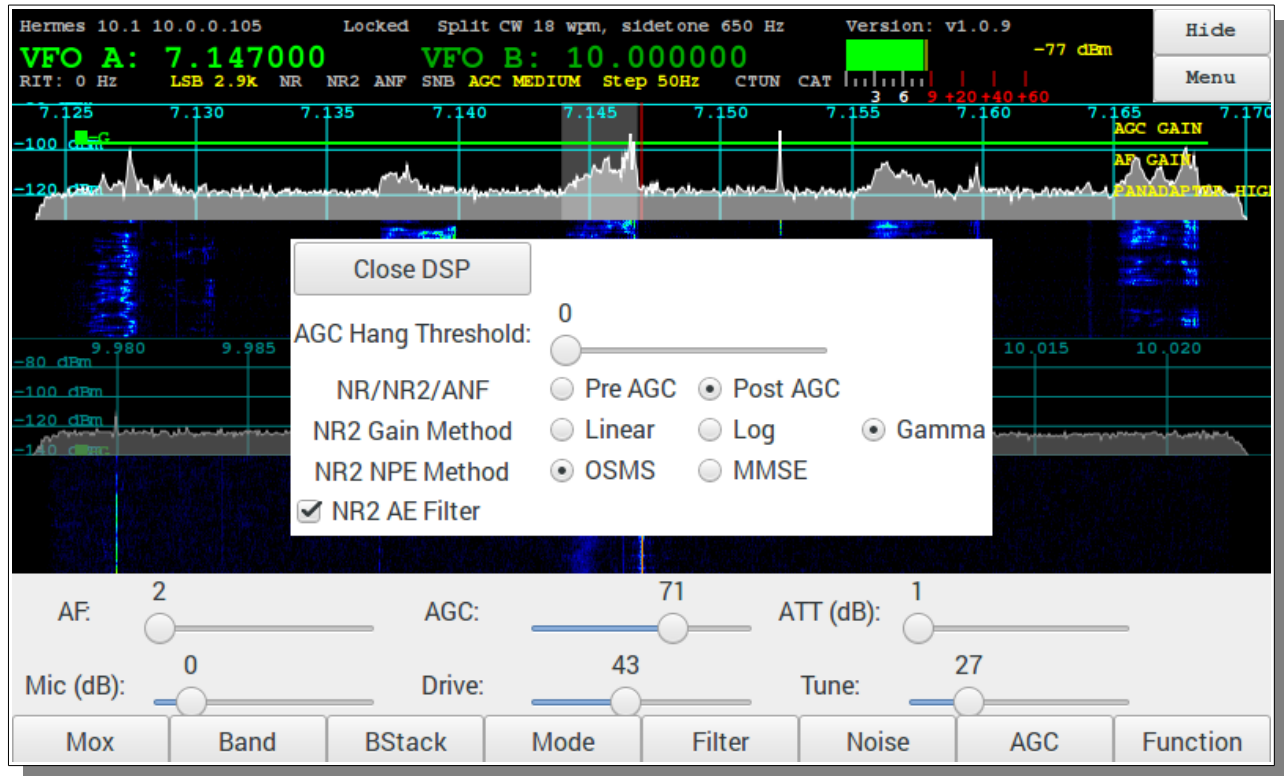 Hermes 10.1 10.0.0.105 Locked Split CW 18 wpm, sidetone 650 Hz Version: v1.0.9 Hide
VFO A: 7.147000 VFO B: 10.000000 -77 dBm
RIT: 0 Hz LSB 2.9k NR NR2 ANF SNB AGC MEDIUM Step 50Hz CTUN CAT Menu
3 6 9 +20 +40 +60
7.125 7.130 7.135 7.140 7.145 7.150 7.155 7.160 7.165 7.170
-G AGC GAIN
-100 dBm
AF GAIN
-120 dBm PANADAPTER HIGH
Close DSP
0
AGC Hang Threshold:
9.980 9.985 10.015 10.020
-80 dBm
NR/NR2/ANF Pre AGC Post AGC
-100 dBm
-120 dBm
NR2 Gain Method Linear Log Gamma
-140 dBm
NR2 NPE Method OSMS MMSE
NR2 AE Filter
2 71 1
AF: AGC: ATT (dB):
0 43 27
Mic (dB): Drive: Tune:
Mox Band BStack Mode Filter Noise AGC Function